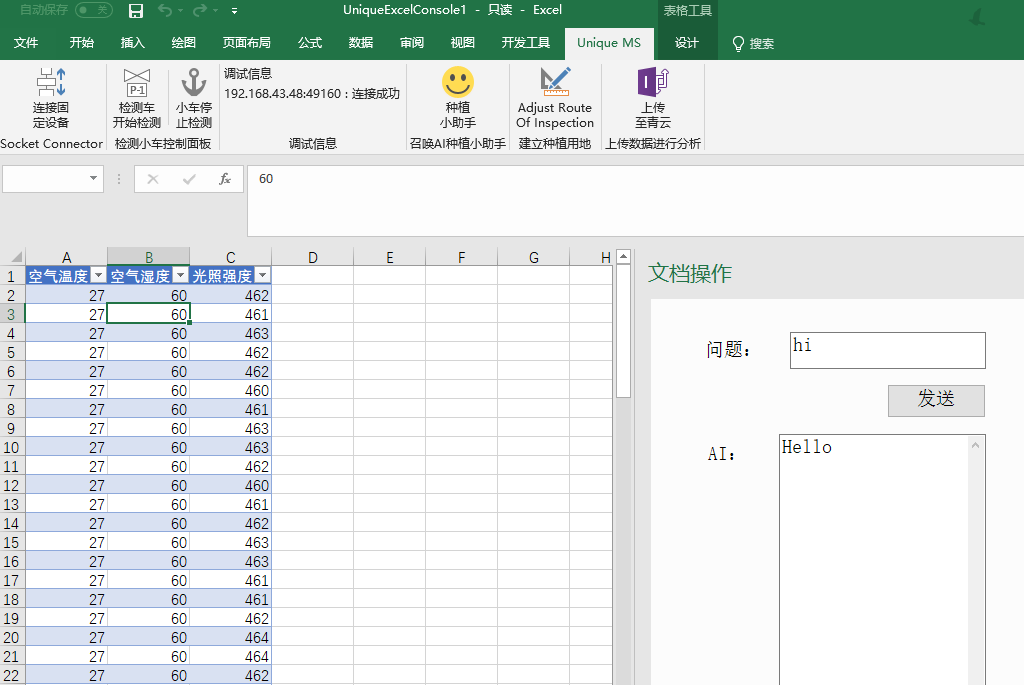 自动保存 关 UniqueExcelConsole1 - 只读 - Excel 表格工具
文件 开始 插入 绘图 页面布局 公式 数据 审阅 视图 开发工具 Unique MS 设计 搜索
连接固定设备
Socket Connector
检测车开始检测
小车停止检测
检测小车控制面板
调试信息
192.168.43.48:49160 : 连接成功
调试信息
种植小助手
召唤AI种植小助手
Adjust Route Of Inspection
建立种植用地
上传至青云
上传数据进行分析
fx 60
A B C D E F G H
1 空气温度 空气湿度 光照强度
2 27 60 462
3 27 60 461
4 27 60 463
5 27 60 462
6 27 60 462
7 27 60 460
8 27 60 461
9 27 60 463
10 27 60 463
11 27 60 462
12 27 60 460
13 27 60 461
14 27 60 462
15 27 60 463
16 27 60 463
17 27 60 461
18 27 60 461
19 27 60 462
20 27 60 464
21 27 60 464
22 27 60 462
文档操作
问题： hi
发送
AI： Hello